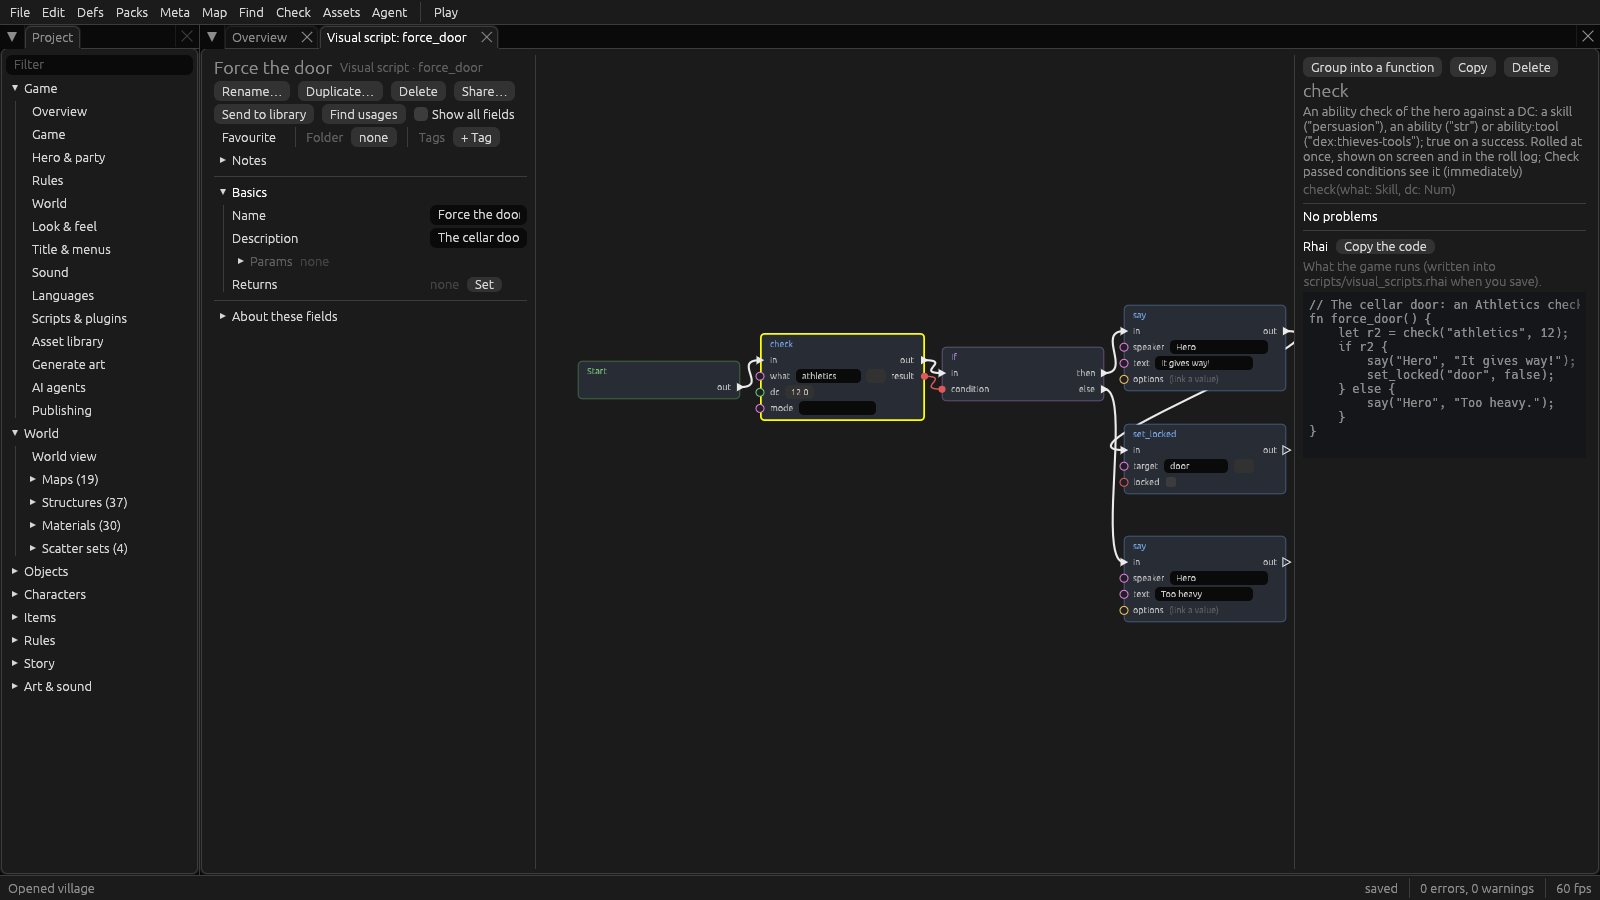 File Edit Defs Packs Meta Map Find Check Assets Agent Play
Project
Overview
Visual script: force_door
Filter
Game
Overview
Game
Hero & party
Rules
World
Look & feel
Title & menus
Sound
Languages
Scripts & plugins
Asset library
Generate art
AI agents
Publishing
World
World view
Maps (19)
Structures (37)
Materials (30)
Scatter sets (4)
Objects
Characters
Items
Rules
Story
Art & sound
Force the door Visual script · force_door
Rename… Duplicate… Delete Share…
Send to library Find usages Show all fields
Favourite Folder none Tags + Tag
Notes
Basics
Name Force the door
Description The cellar doo
Params none
Returns none Set
About these fields
Start
out
check
in out
what athletics result
dc 12.0
mode
if
in then
condition else
say
in out
speaker Hero
text It gives way!
options (link a value)
set_locked
in out
target door
locked
say
in out
speaker Hero
text Too heavy
options (link a value)
Group into a function Copy Delete
check
An ability check of the hero against a DC: a skill
("persuasion"), an ability ("str") or ability:tool
("dex:thieves-tools"); true on a success. Rolled at
once, shown on screen and in the roll log; Check
passed conditions see it (immediately)
check(what: Skill, dc: Num)
No problems
Rhai Copy the code
What the game runs (written into
scripts/visual_scripts.rhai when you save).
// The cellar door: an Athletics check
fn force_door() {
let r2 = check("athletics", 12);
if r2 {
say("Hero", "It gives way!");
set_locked("door", false);
} else {
say("Hero", "Too heavy.");
}
}
Opened village
saved 0 errors, 0 warnings 60 fps